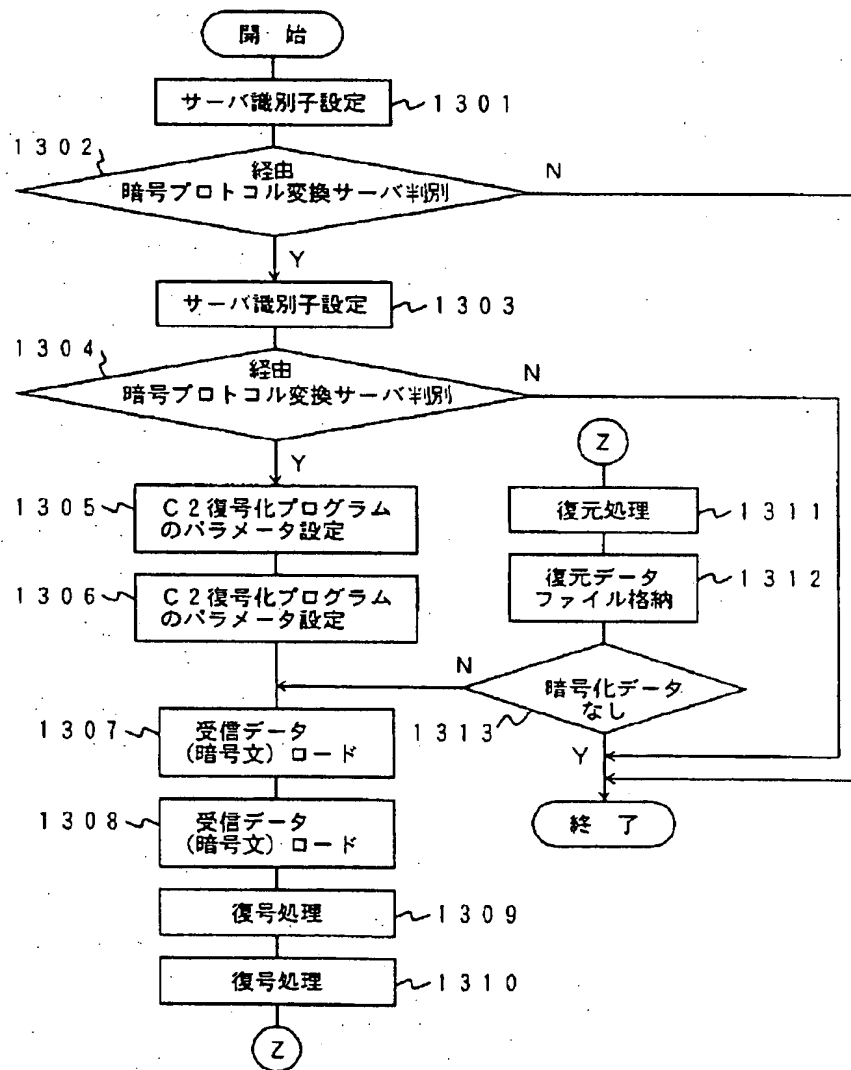 開 始
サーバ識別子設定
1301
1302
経由
暗号プロトコル変換サーバ判別
N
Y
サーバ識別子設定
1303
1304
経由
暗号プロトコル変換サーバ判別
N
Y
1305
C2復号化プログラム
のパラメータ設定
1306
C2復号化プログラム
のパラメータ設定
1307
受信データ
(暗号文)ロード
1308
受信データ
(暗号文)ロード
復号処理
1309
復号処理
1310
Z
Z
復元処理
1311
復元データ
ファイル格納
1312
N
暗号化データ
なし
1313
Y
終 了